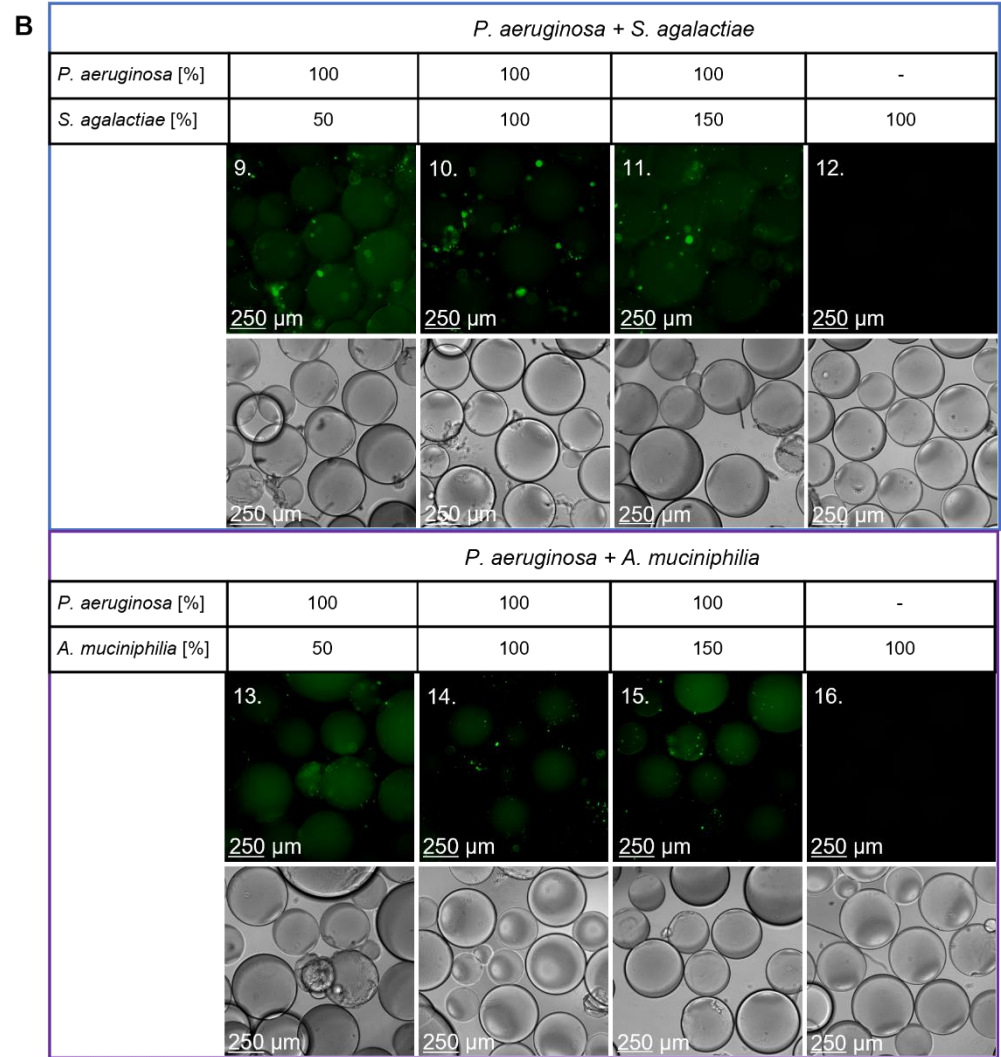 B
P. aeruginosa + S. agalactiae
P. aeruginosa [%] 100 100 100 -
S. agalactiae [%] 50 100 150 100
9. 10. 11. 12.
250 µm 250 µm 250 µm 250 µm
250 µm 250 µm 250 µm 250 µm
P. aeruginosa + A. muciniphilia
P. aeruginosa [%] 100 100 100 -
A. muciniphilia [%] 50 100 150 100
13. 14. 15. 16.
250 µm 250 µm 250 µm 250 µm
250 µm 250 µm 250 µm 250 µm